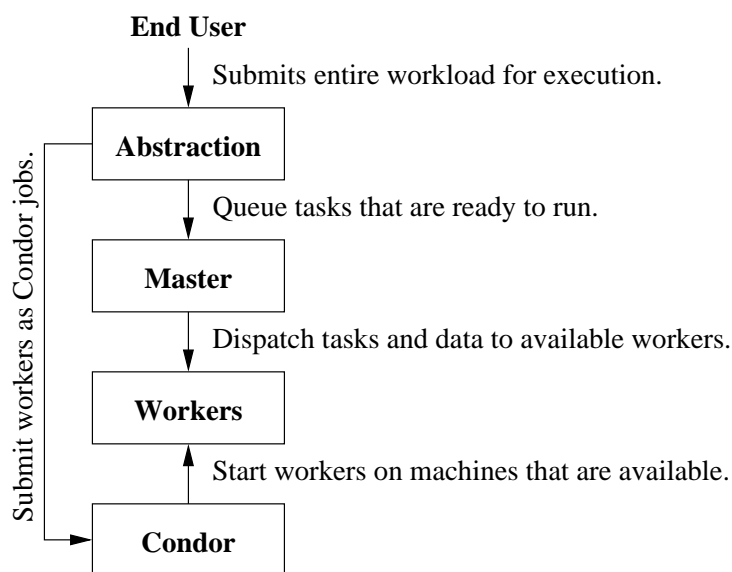 End User
Submits entire workload for execution.
Abstraction
Queue tasks that are ready to run.
Master
Dispatch tasks and data to available workers.
Workers
Start workers on machines that are available.
Condor
Submit workers as Condor jobs.